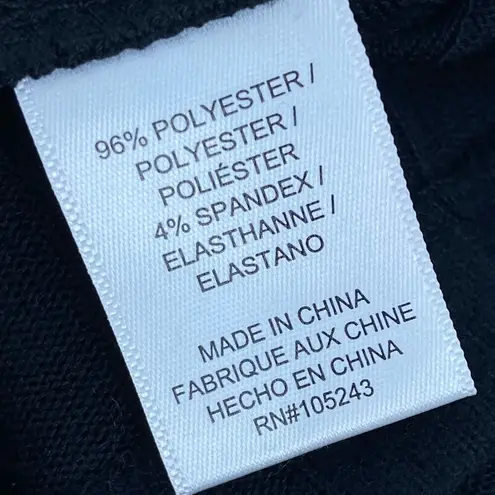 96% POLYESTER /
POLYESTER /
POLIÉSTER
4% SPANDEX /
ELASTHANNE /
ELASTANO
MADE IN CHINA
FABRIQUE AUX CHINE
HECHO EN CHINA
RN#105243